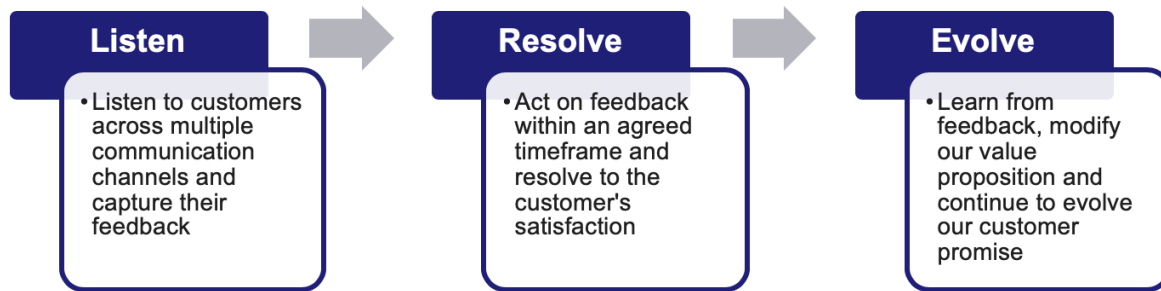 Listen
• Listen to customers
across multiple
communication
channels and
capture their
feedback
Resolve
• Act on feedback
within an agreed
timeframe and
resolve to the
customer's
satisfaction
Evolve
• Learn from
feedback, modify
our value
proposition and
continue to evolve
our customer
promise